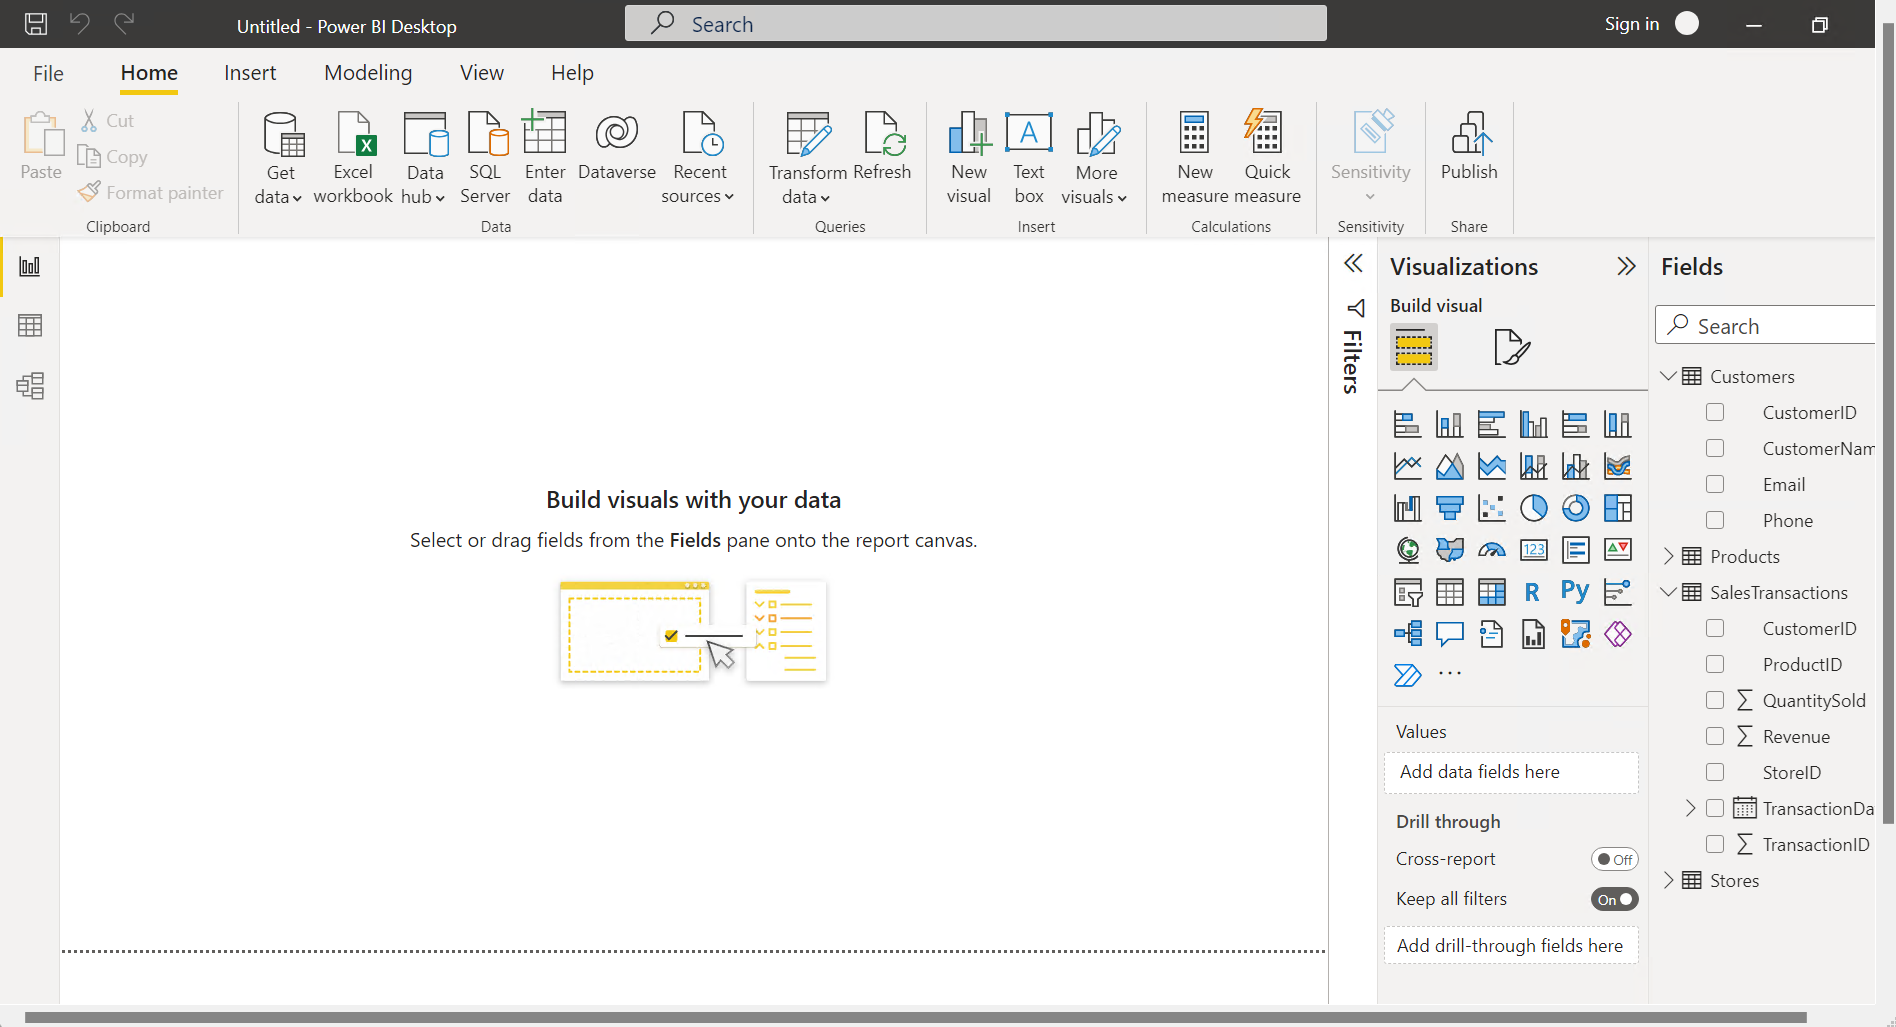 Untitled - Power BI Desktop
Search
Sign in
File
Home
Insert
Modeling
View
Help
Paste
Cut
Copy
Format painter
Clipboard
Get
data
Excel
workbook
Data
hub
SQL
Server
Enter
data
Dataverse
Recent
sources
Data
Transform
data
Refresh
Queries
New
visual
Text
box
More
visuals
Insert
New
measure
Quick
measure
Calculations
Sensitivity
Sensitivity
Publish
Share
Build visuals with your data
Select or drag fields from the Fields pane onto the report canvas.
Filters
Visualizations
Build visual
123
R
Py
Values
Add data fields here
Drill through
Cross-report
Off
Keep all filters
On
Add drill-through fields here
Fields
Search
Customers
CustomerID
CustomerNam
Email
Phone
Products
SalesTransactions
CustomerID
ProductID
QuantitySold
Revenue
StoreID
TransactionDa
TransactionID
Stores